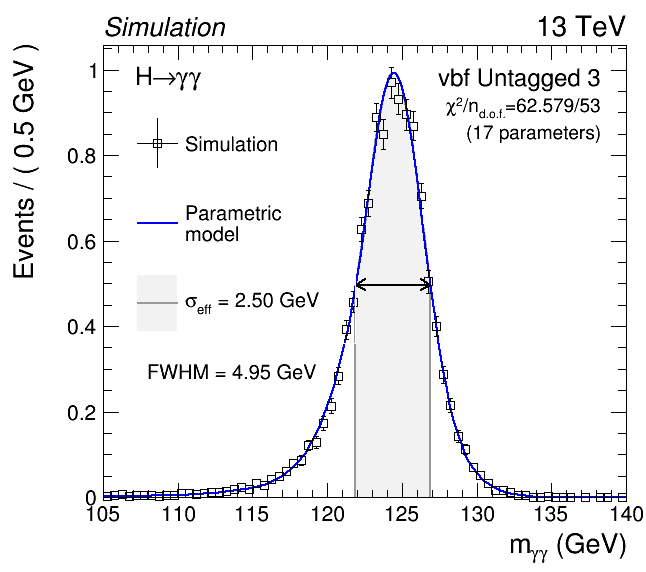 Simulation 13 TeV
H→γγ
vbf Untagged 3
χ²/n_d.o.f.=62.579/53
(17 parameters)
Simulation
Parametric
model
σ_eff = 2.50 GeV
FWHM = 4.95 GeV
Events / ( 0.5 GeV )
1
0.8
0.6
0.4
0.2
0
105 110 115 120 125 130 135 140
m_γγ (GeV)